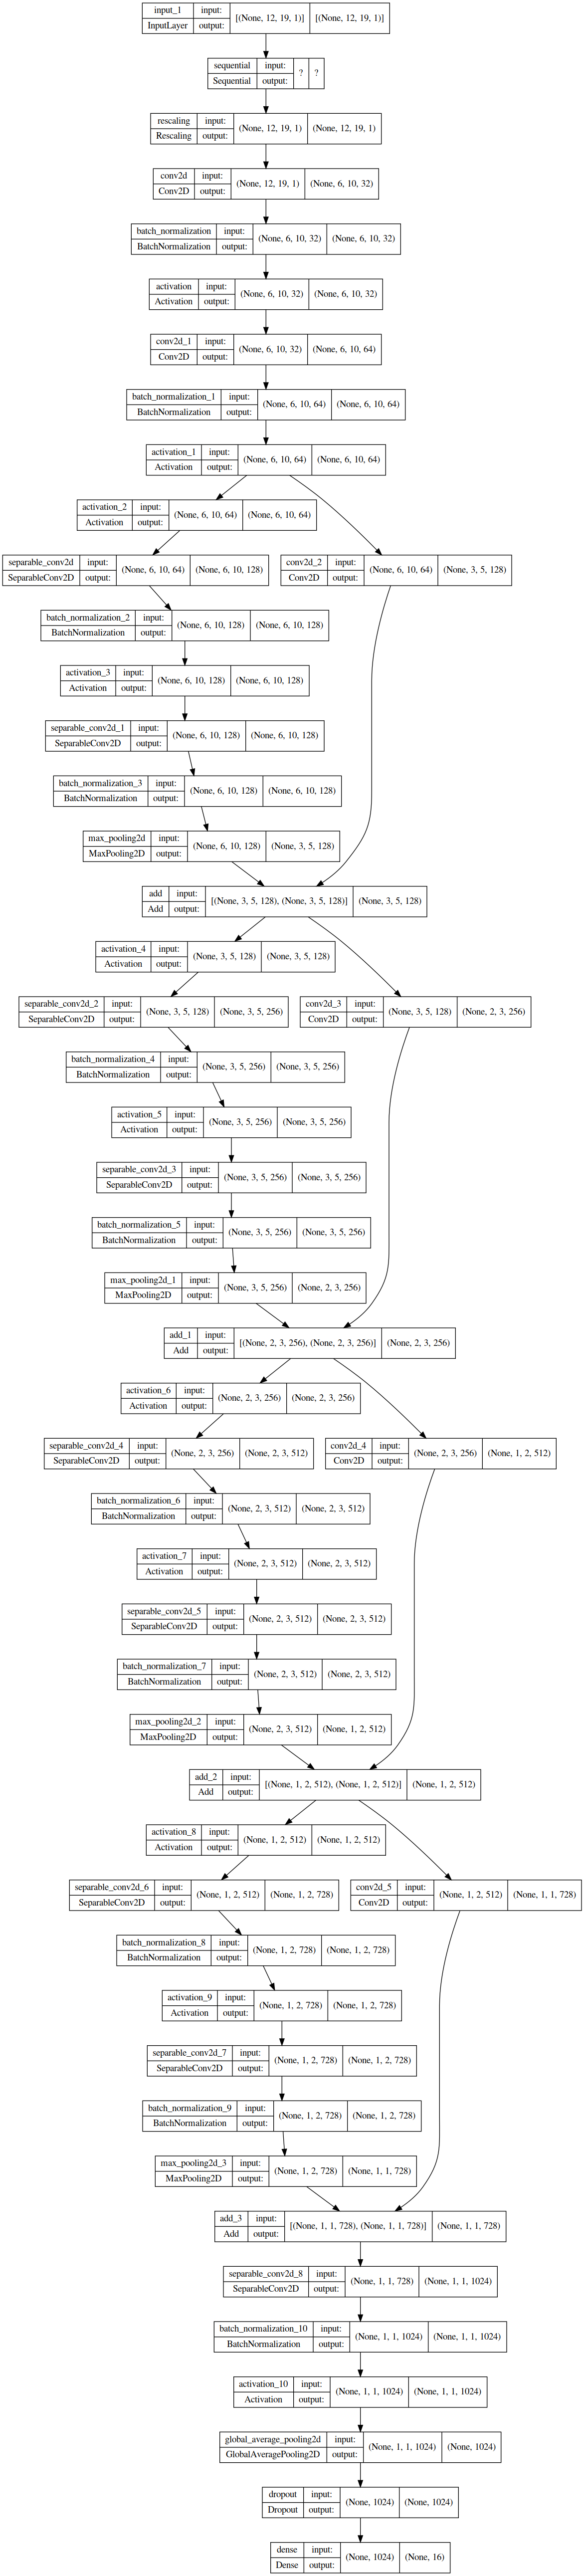 input_1 input: [(None, 12, 19, 1)] [(None, 12, 19, 1)]
InputLayer output:
sequential input: ? ?
Sequential output:
rescaling input: (None, 12, 19, 1) (None, 12, 19, 1)
Rescaling output:
conv2d input: (None, 12, 19, 1) (None, 6, 10, 32)
Conv2D output:
batch_normalization input: (None, 6, 10, 32) (None, 6, 10, 32)
BatchNormalization output:
activation input: (None, 6, 10, 32) (None, 6, 10, 32)
Activation output:
conv2d_1 input: (None, 6, 10, 32) (None, 6, 10, 64)
Conv2D output:
batch_normalization_1 input: (None, 6, 10, 64) (None, 6, 10, 64)
BatchNormalization output:
activation_1 input: (None, 6, 10, 64) (None, 6, 10, 64)
Activation output:
activation_2 input: (None, 6, 10, 64) (None, 6, 10, 64)
Activation output:
separable_conv2d input: (None, 6, 10, 64) (None, 6, 10, 128)
SeparableConv2D output:
conv2d_2 input: (None, 6, 10, 64) (None, 3, 5, 128)
Conv2D output:
batch_normalization_2 input: (None, 6, 10, 128) (None, 6, 10, 128)
BatchNormalization output:
activation_3 input: (None, 6, 10, 128) (None, 6, 10, 128)
Activation output:
separable_conv2d_1 input: (None, 6, 10, 128) (None, 6, 10, 128)
SeparableConv2D output:
batch_normalization_3 input: (None, 6, 10, 128) (None, 6, 10, 128)
BatchNormalization output:
max_pooling2d input: (None, 6, 10, 128) (None, 3, 5, 128)
MaxPooling2D output:
add input: [(None, 3, 5, 128), (None, 3, 5, 128)] (None, 3, 5, 128)
Add output:
activation_4 input: (None, 3, 5, 128) (None, 3, 5, 128)
Activation output:
separable_conv2d_2 input: (None, 3, 5, 128) (None, 3, 5, 256)
SeparableConv2D output:
conv2d_3 input: (None, 3, 5, 128) (None, 2, 3, 256)
Conv2D output:
batch_normalization_4 input: (None, 3, 5, 256) (None, 3, 5, 256)
BatchNormalization output:
activation_5 input: (None, 3, 5, 256) (None, 3, 5, 256)
Activation output:
separable_conv2d_3 input: (None, 3, 5, 256) (None, 3, 5, 256)
SeparableConv2D output:
batch_normalization_5 input: (None, 3, 5, 256) (None, 3, 5, 256)
BatchNormalization output:
max_pooling2d_1 input: (None, 3, 5, 256) (None, 2, 3, 256)
MaxPooling2D output:
add_1 input: [(None, 2, 3, 256), (None, 2, 3, 256)] (None, 2, 3, 256)
Add output:
activation_6 input: (None, 2, 3, 256) (None, 2, 3, 256)
Activation output:
separable_conv2d_4 input: (None, 2, 3, 256) (None, 2, 3, 512)
SeparableConv2D output:
conv2d_4 input: (None, 2, 3, 256) (None, 1, 2, 512)
Conv2D output:
batch_normalization_6 input: (None, 2, 3, 512) (None, 2, 3, 512)
BatchNormalization output:
activation_7 input: (None, 2, 3, 512) (None, 2, 3, 512)
Activation output:
separable_conv2d_5 input: (None, 2, 3, 512) (None, 2, 3, 512)
SeparableConv2D output:
batch_normalization_7 input: (None, 2, 3, 512) (None, 2, 3, 512)
BatchNormalization output:
max_pooling2d_2 input: (None, 2, 3, 512) (None, 1, 2, 512)
MaxPooling2D output:
add_2 input: [(None, 1, 2, 512), (None, 1, 2, 512)] (None, 1, 2, 512)
Add output:
activation_8 input: (None, 1, 2, 512) (None, 1, 2, 512)
Activation output:
separable_conv2d_6 input: (None, 1, 2, 512) (None, 1, 2, 728)
SeparableConv2D output:
conv2d_5 input: (None, 1, 2, 512) (None, 1, 1, 728)
Conv2D output:
batch_normalization_8 input: (None, 1, 2, 728) (None, 1, 2, 728)
BatchNormalization output:
activation_9 input: (None, 1, 2, 728) (None, 1, 2, 728)
Activation output:
separable_conv2d_7 input: (None, 1, 2, 728) (None, 1, 2, 728)
SeparableConv2D output:
batch_normalization_9 input: (None, 1, 2, 728) (None, 1, 2, 728)
BatchNormalization output:
max_pooling2d_3 input: (None, 1, 2, 728) (None, 1, 1, 728)
MaxPooling2D output:
add_3 input: [(None, 1, 1, 728), (None, 1, 1, 728)] (None, 1, 1, 728)
Add output:
separable_conv2d_8 input: (None, 1, 1, 728) (None, 1, 1, 1024)
SeparableConv2D output:
batch_normalization_10 input: (None, 1, 1, 1024) (None, 1, 1, 1024)
BatchNormalization output:
activation_10 input: (None, 1, 1, 1024) (None, 1, 1, 1024)
Activation output:
global_average_pooling2d input: (None, 1, 1, 1024) (None, 1024)
GlobalAveragePooling2D output:
dropout input: (None, 1024) (None, 1024)
Dropout output:
dense input: (None, 1024) (None, 16)
Dense output: